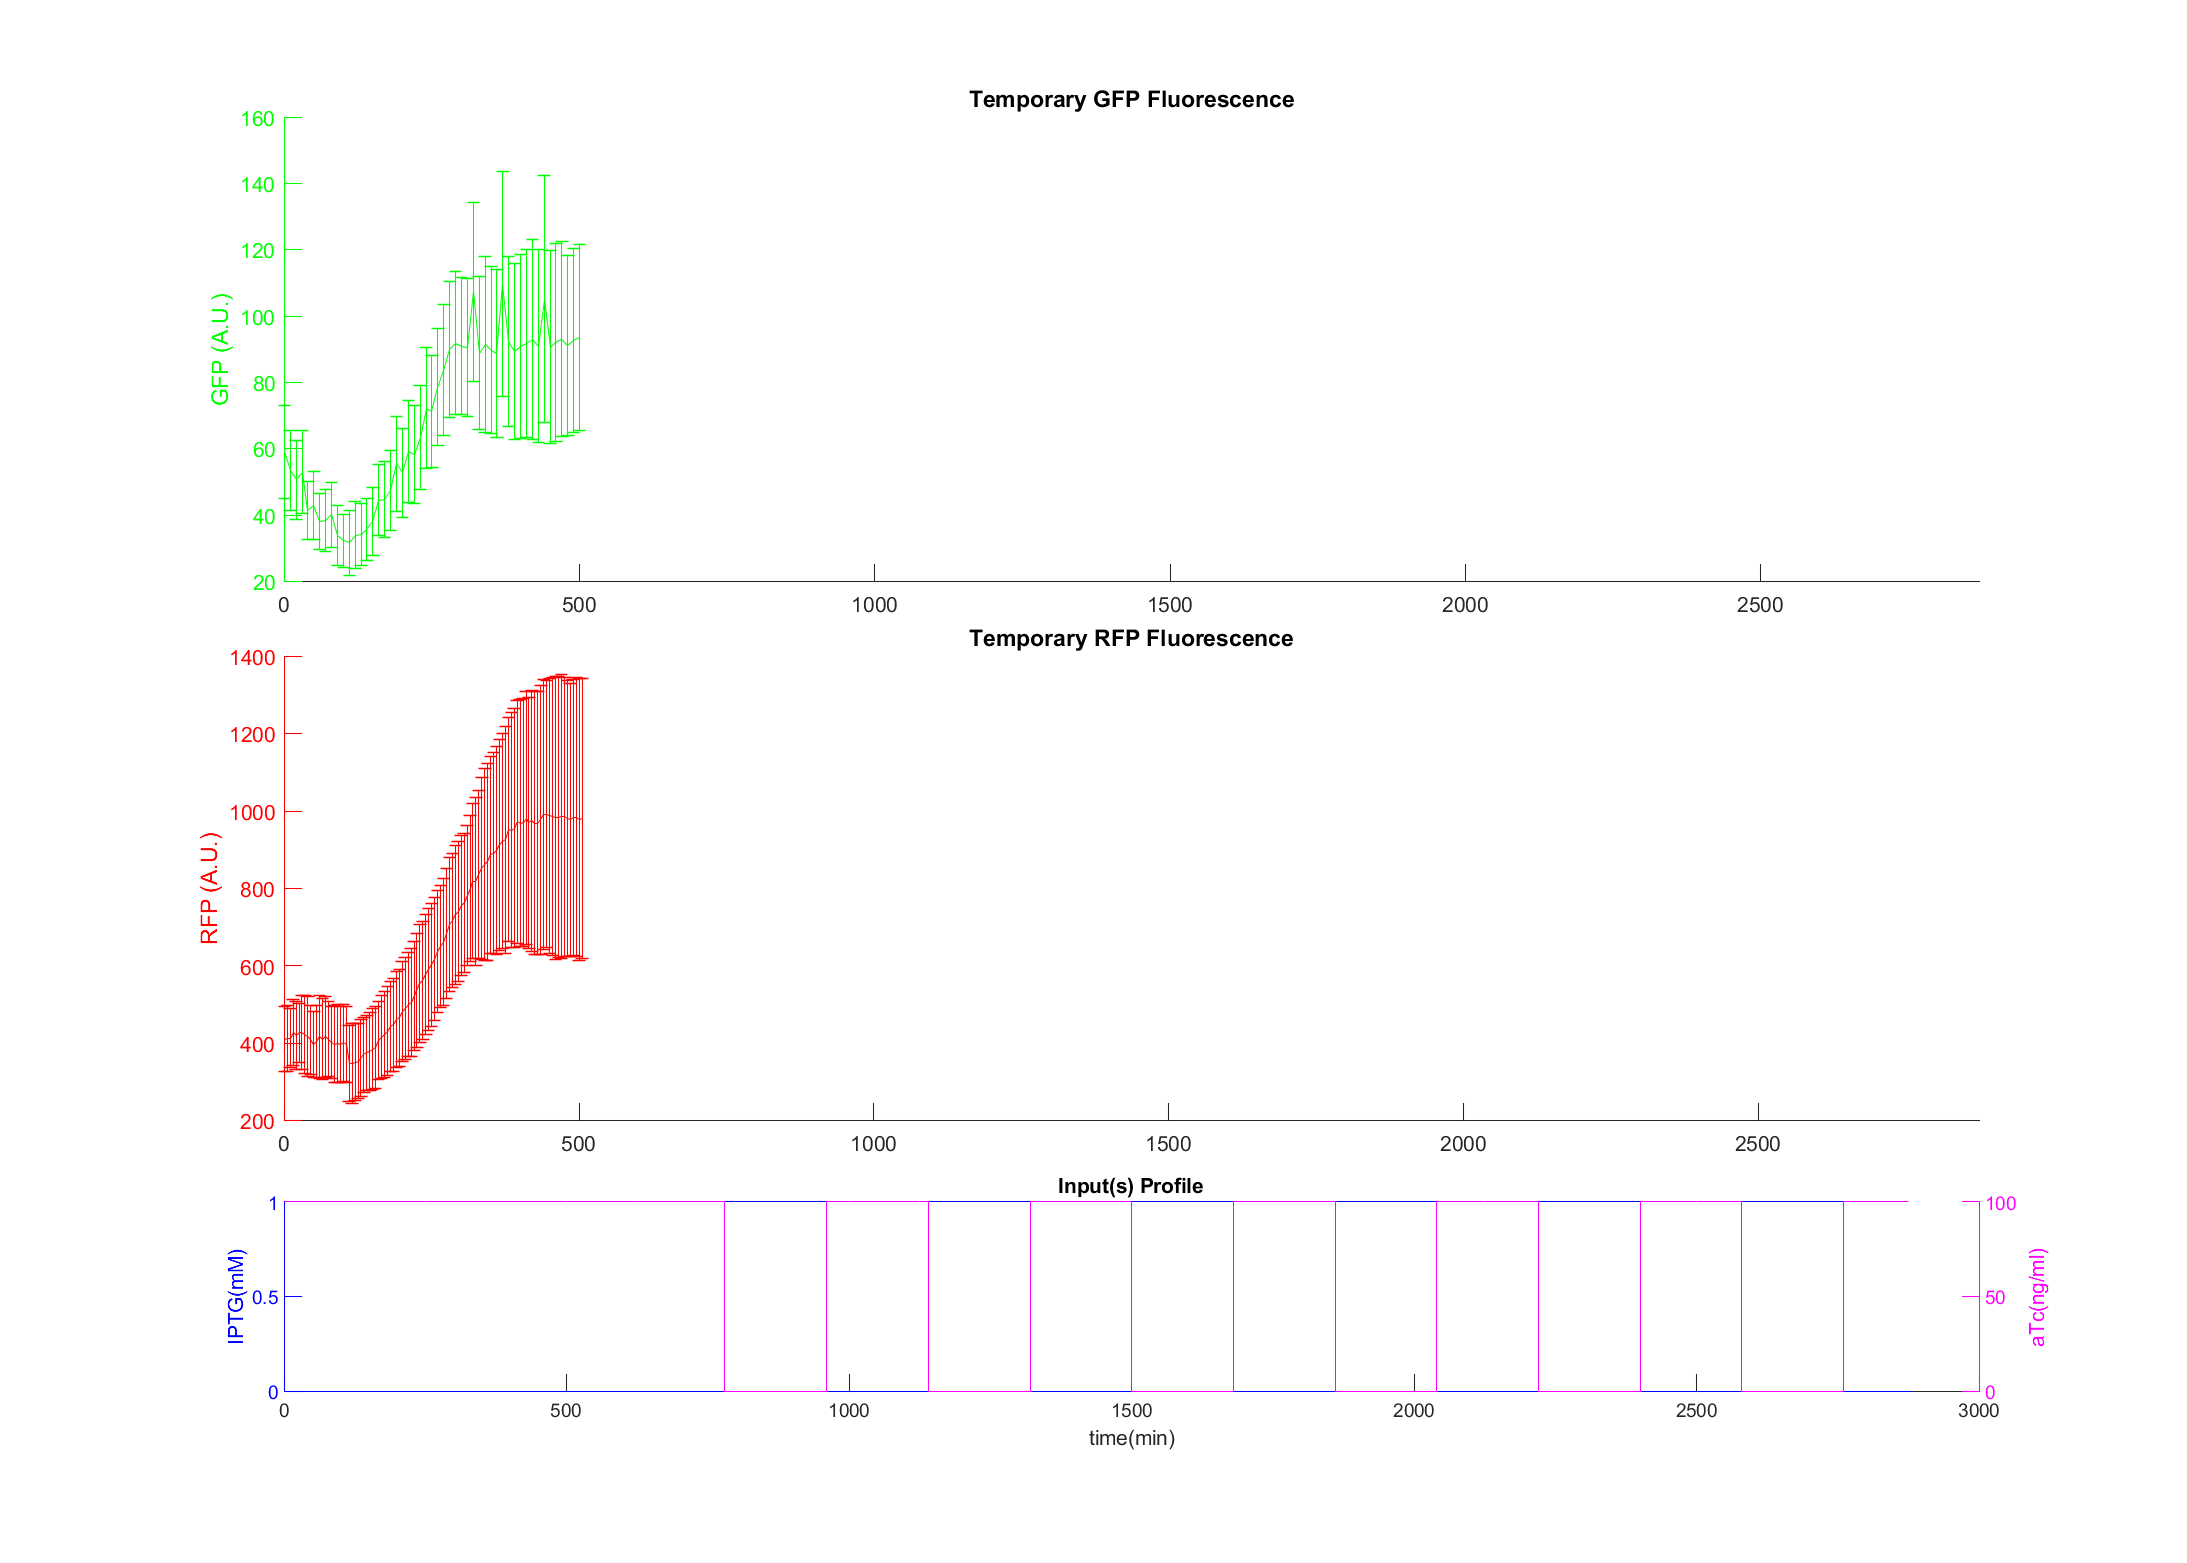 Temporary GFP Fluorescence
160
140
120
100
80
60
40
20
GFP (A.U.)
0 500 1000 1500 2000 2500
Temporary RFP Fluorescence
1400
1200
1000
800
600
400
200
RFP (A.U.)
0 500 1000 1500 2000 2500
Input(s) Profile
1
0.5
0
IPTG(mM)
100
50
0
aTc(ng/ml)
0 500 1000 1500 2000 2500 3000
time(min)